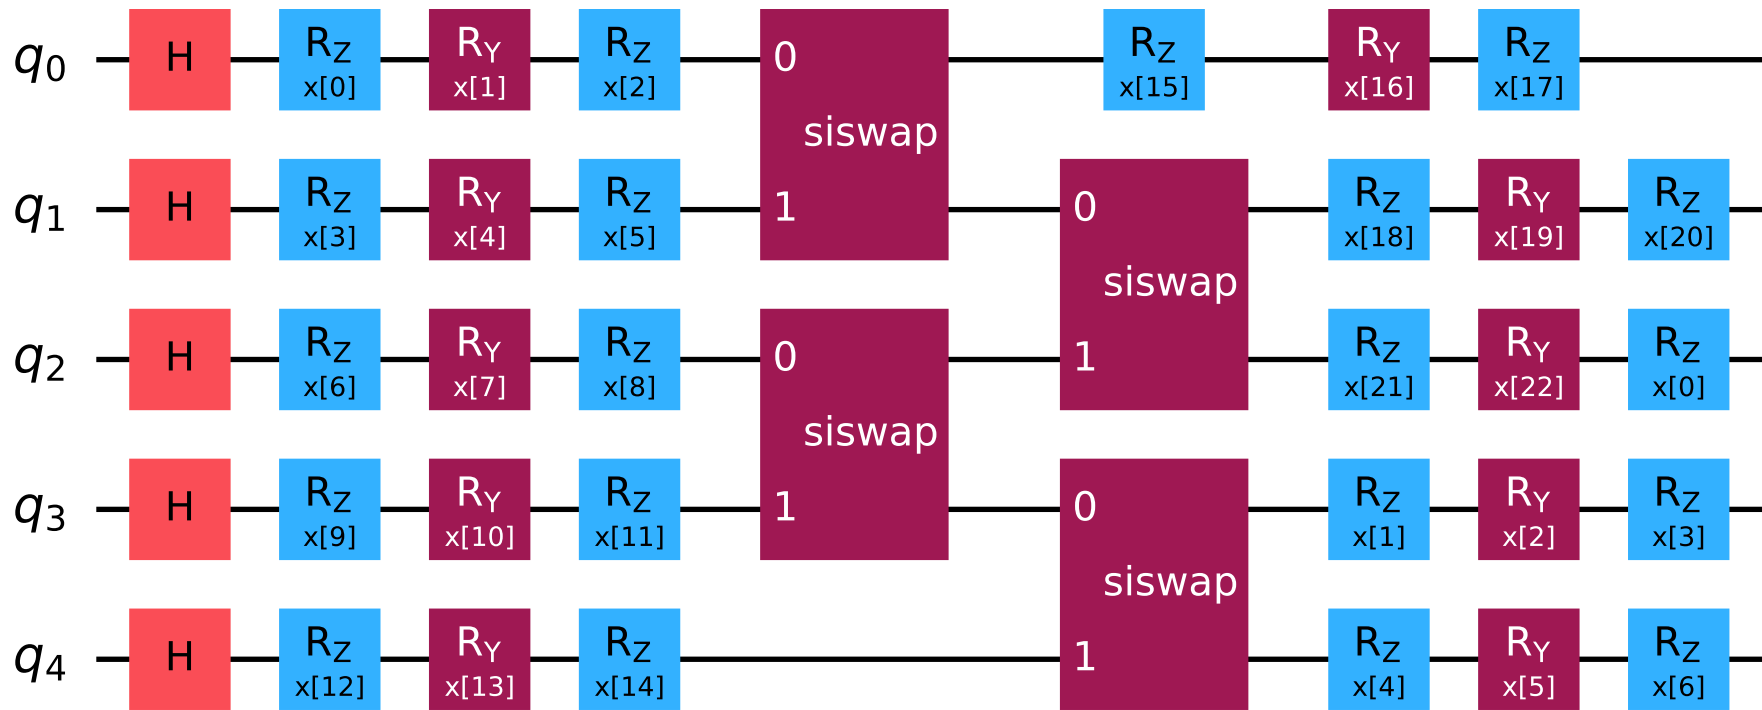 q0 H RZ RY RZ 0 RZ RY RZ
x[0] x[1] x[2] x[15] x[16] x[17]
siswap
q1 H RZ RY RZ 1 0 RZ RY RZ
x[3] x[4] x[5] x[18] x[19] x[20]
siswap
q2 H RZ RY RZ 0 1 RZ RY RZ
x[6] x[7] x[8] x[21] x[22] x[0]
siswap
q3 H RZ RY RZ 1 0 RZ RY RZ
x[9] x[10] x[11] x[1] x[2] x[3]
siswap
q4 H RZ RY RZ 1 RZ RY RZ
x[12] x[13] x[14] x[4] x[5] x[6]